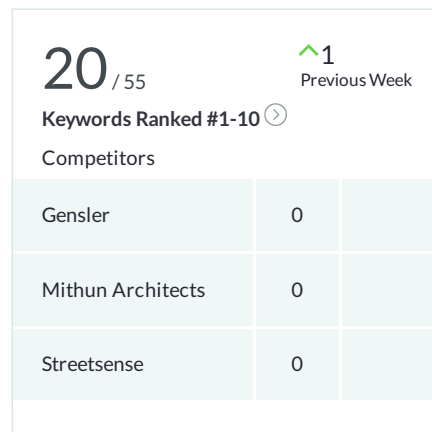 20 / 55
1
Previous Week
Keywords Ranked #1-10
Competitors
Gensler 0
Mithun Architects 0
Streetsense 0